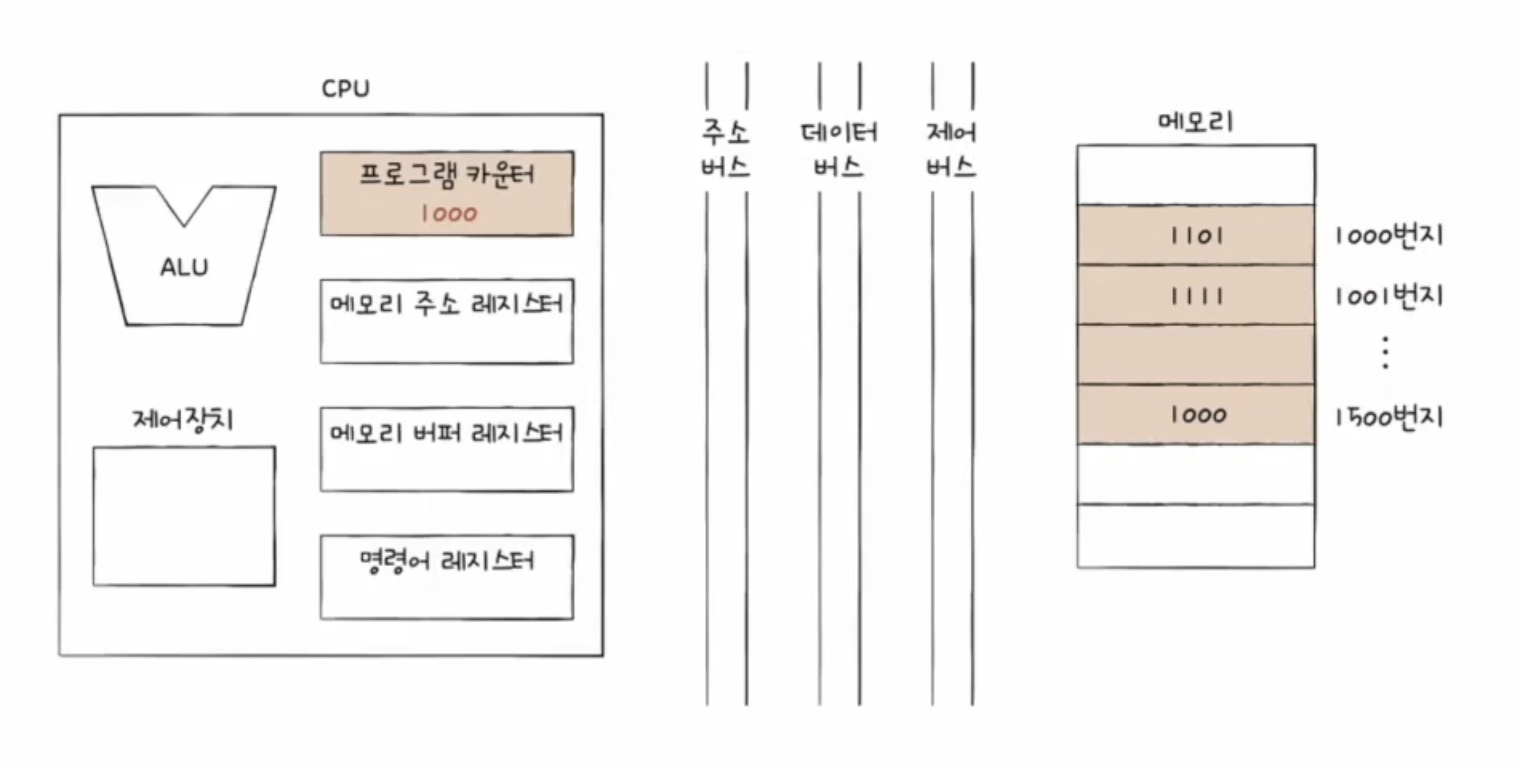 CPU
ALU
제어장치
프로그램 카운터
1000
메모리 주소 레지스터
메모리 버퍼 레지스터
명령어 레지스터
주소
버스
데이터
버스
제어
버스
메모리
1101
1000번지
1111
1001번지
⋮
1000
1500번지